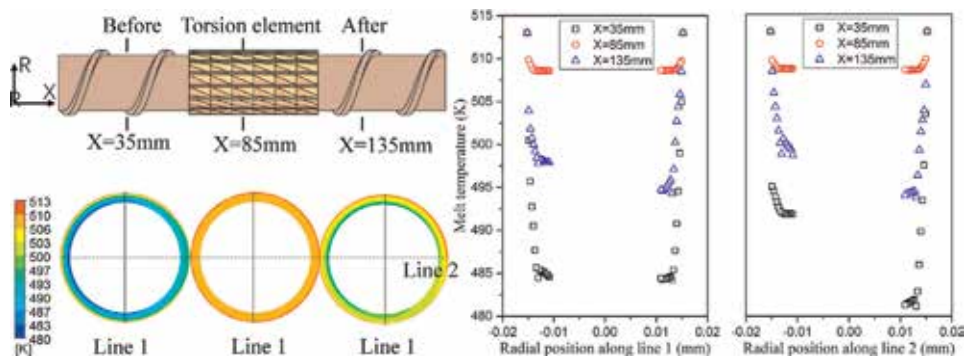 Before Torsion element After
R
X
X=35mm X=85mm X=135mm
513
510
507
503
500
497
493
490
487
483
480
[K]
Line 2
Line 1 Line 1 Line 1
Melt temperature (K)
515
510
505
500
495
490
485
480
X=35mm
X=85mm
X=135mm
-0.02 -0.01 0.00 0.01 0.02
Radial position along line 1 (mm)
X=35mm
X=85mm
X=135mm
-0.02 -0.01 0.00 0.01 0.02
Radial position along line 2 (mm)